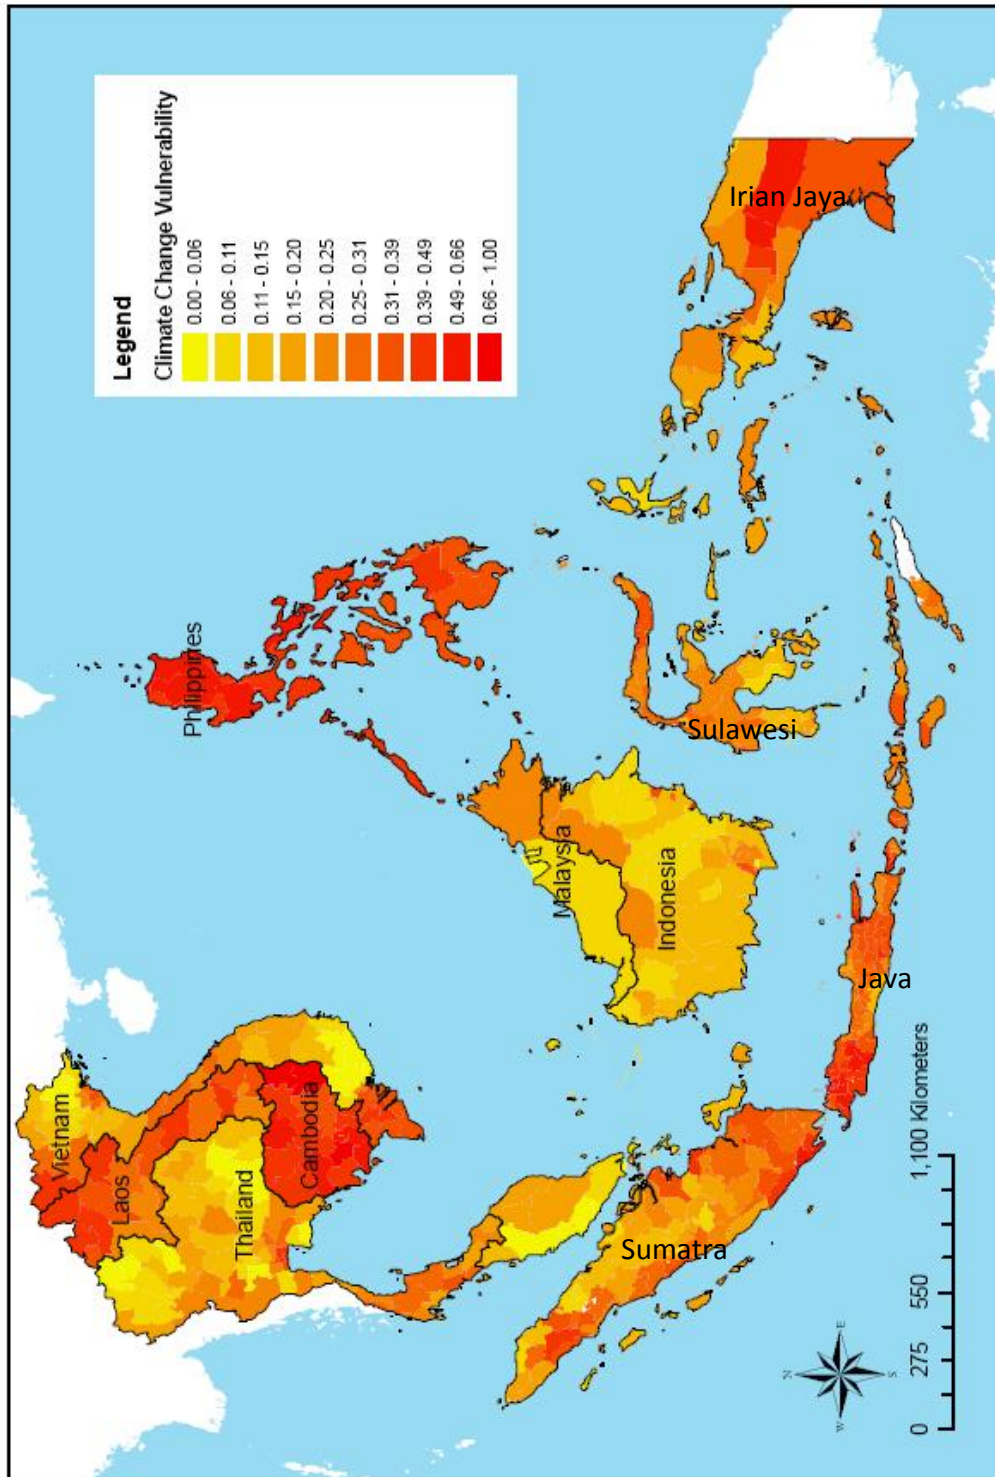 Legend
Climate Change Vulnerability
0.00 - 0.06
0.06 - 0.11
0.11 - 0.15
0.15 - 0.20
0.20 - 0.25
0.25 - 0.31
0.31 - 0.39
0.39 - 0.49
0.49 - 0.66
0.66 - 1.00
Vietnam
Laos
Thailand
Cambodia
Philippines
Malaysia
Indonesia
Sulawesi
Irian Jaya
Sumatra
Java
N
W
E
S
0 275 550 1,100 Kilometers